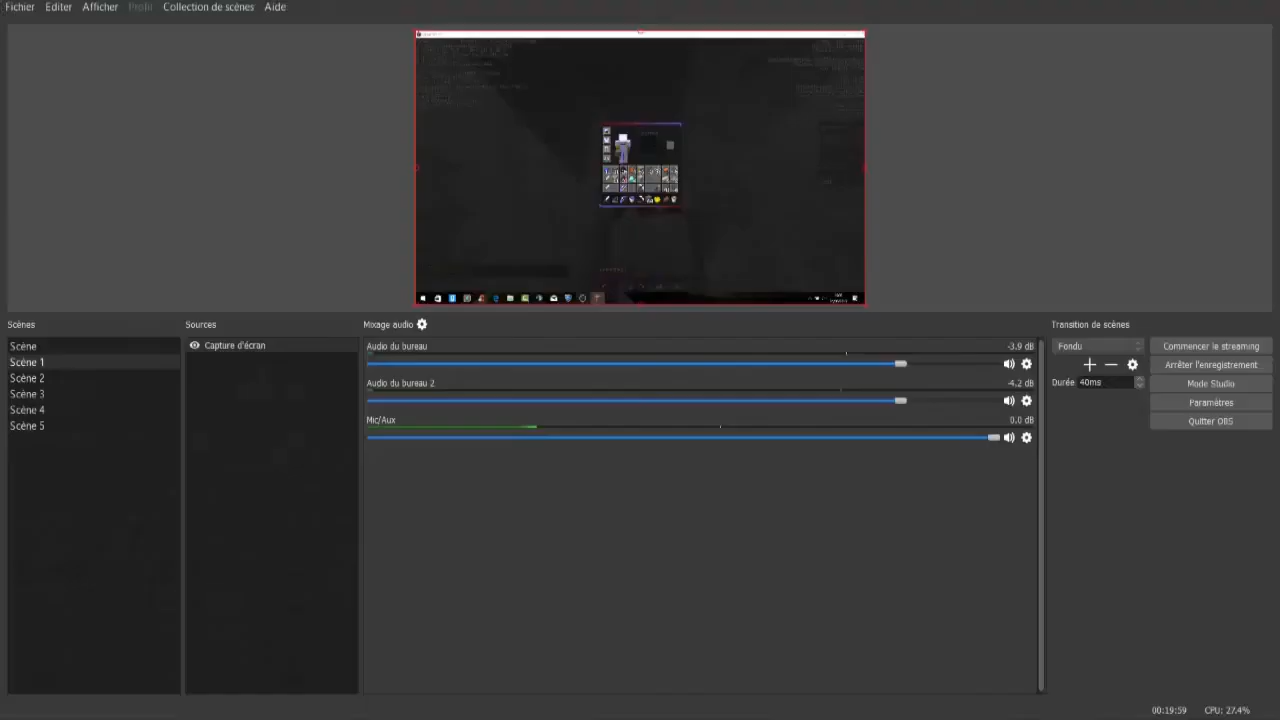 Fichier Editer Afficher Profil Collection de scènes Aide
Scènes
Scène
Scène 1
Scène 2
Scène 3
Scène 4
Scène 5
Sources
Capture d'écran
Mixage audio
Audio du bureau -3.9 dB
Audio du bureau 2 -4.2 dB
Mic/Aux 0.0 dB
Transition de scènes
Fondu
Durée 40ms
Commencer le streaming
Arrêter l'enregistrement
Mode Studio
Paramètres
Quitter OBS
00:19:59 CPU: 27.4%